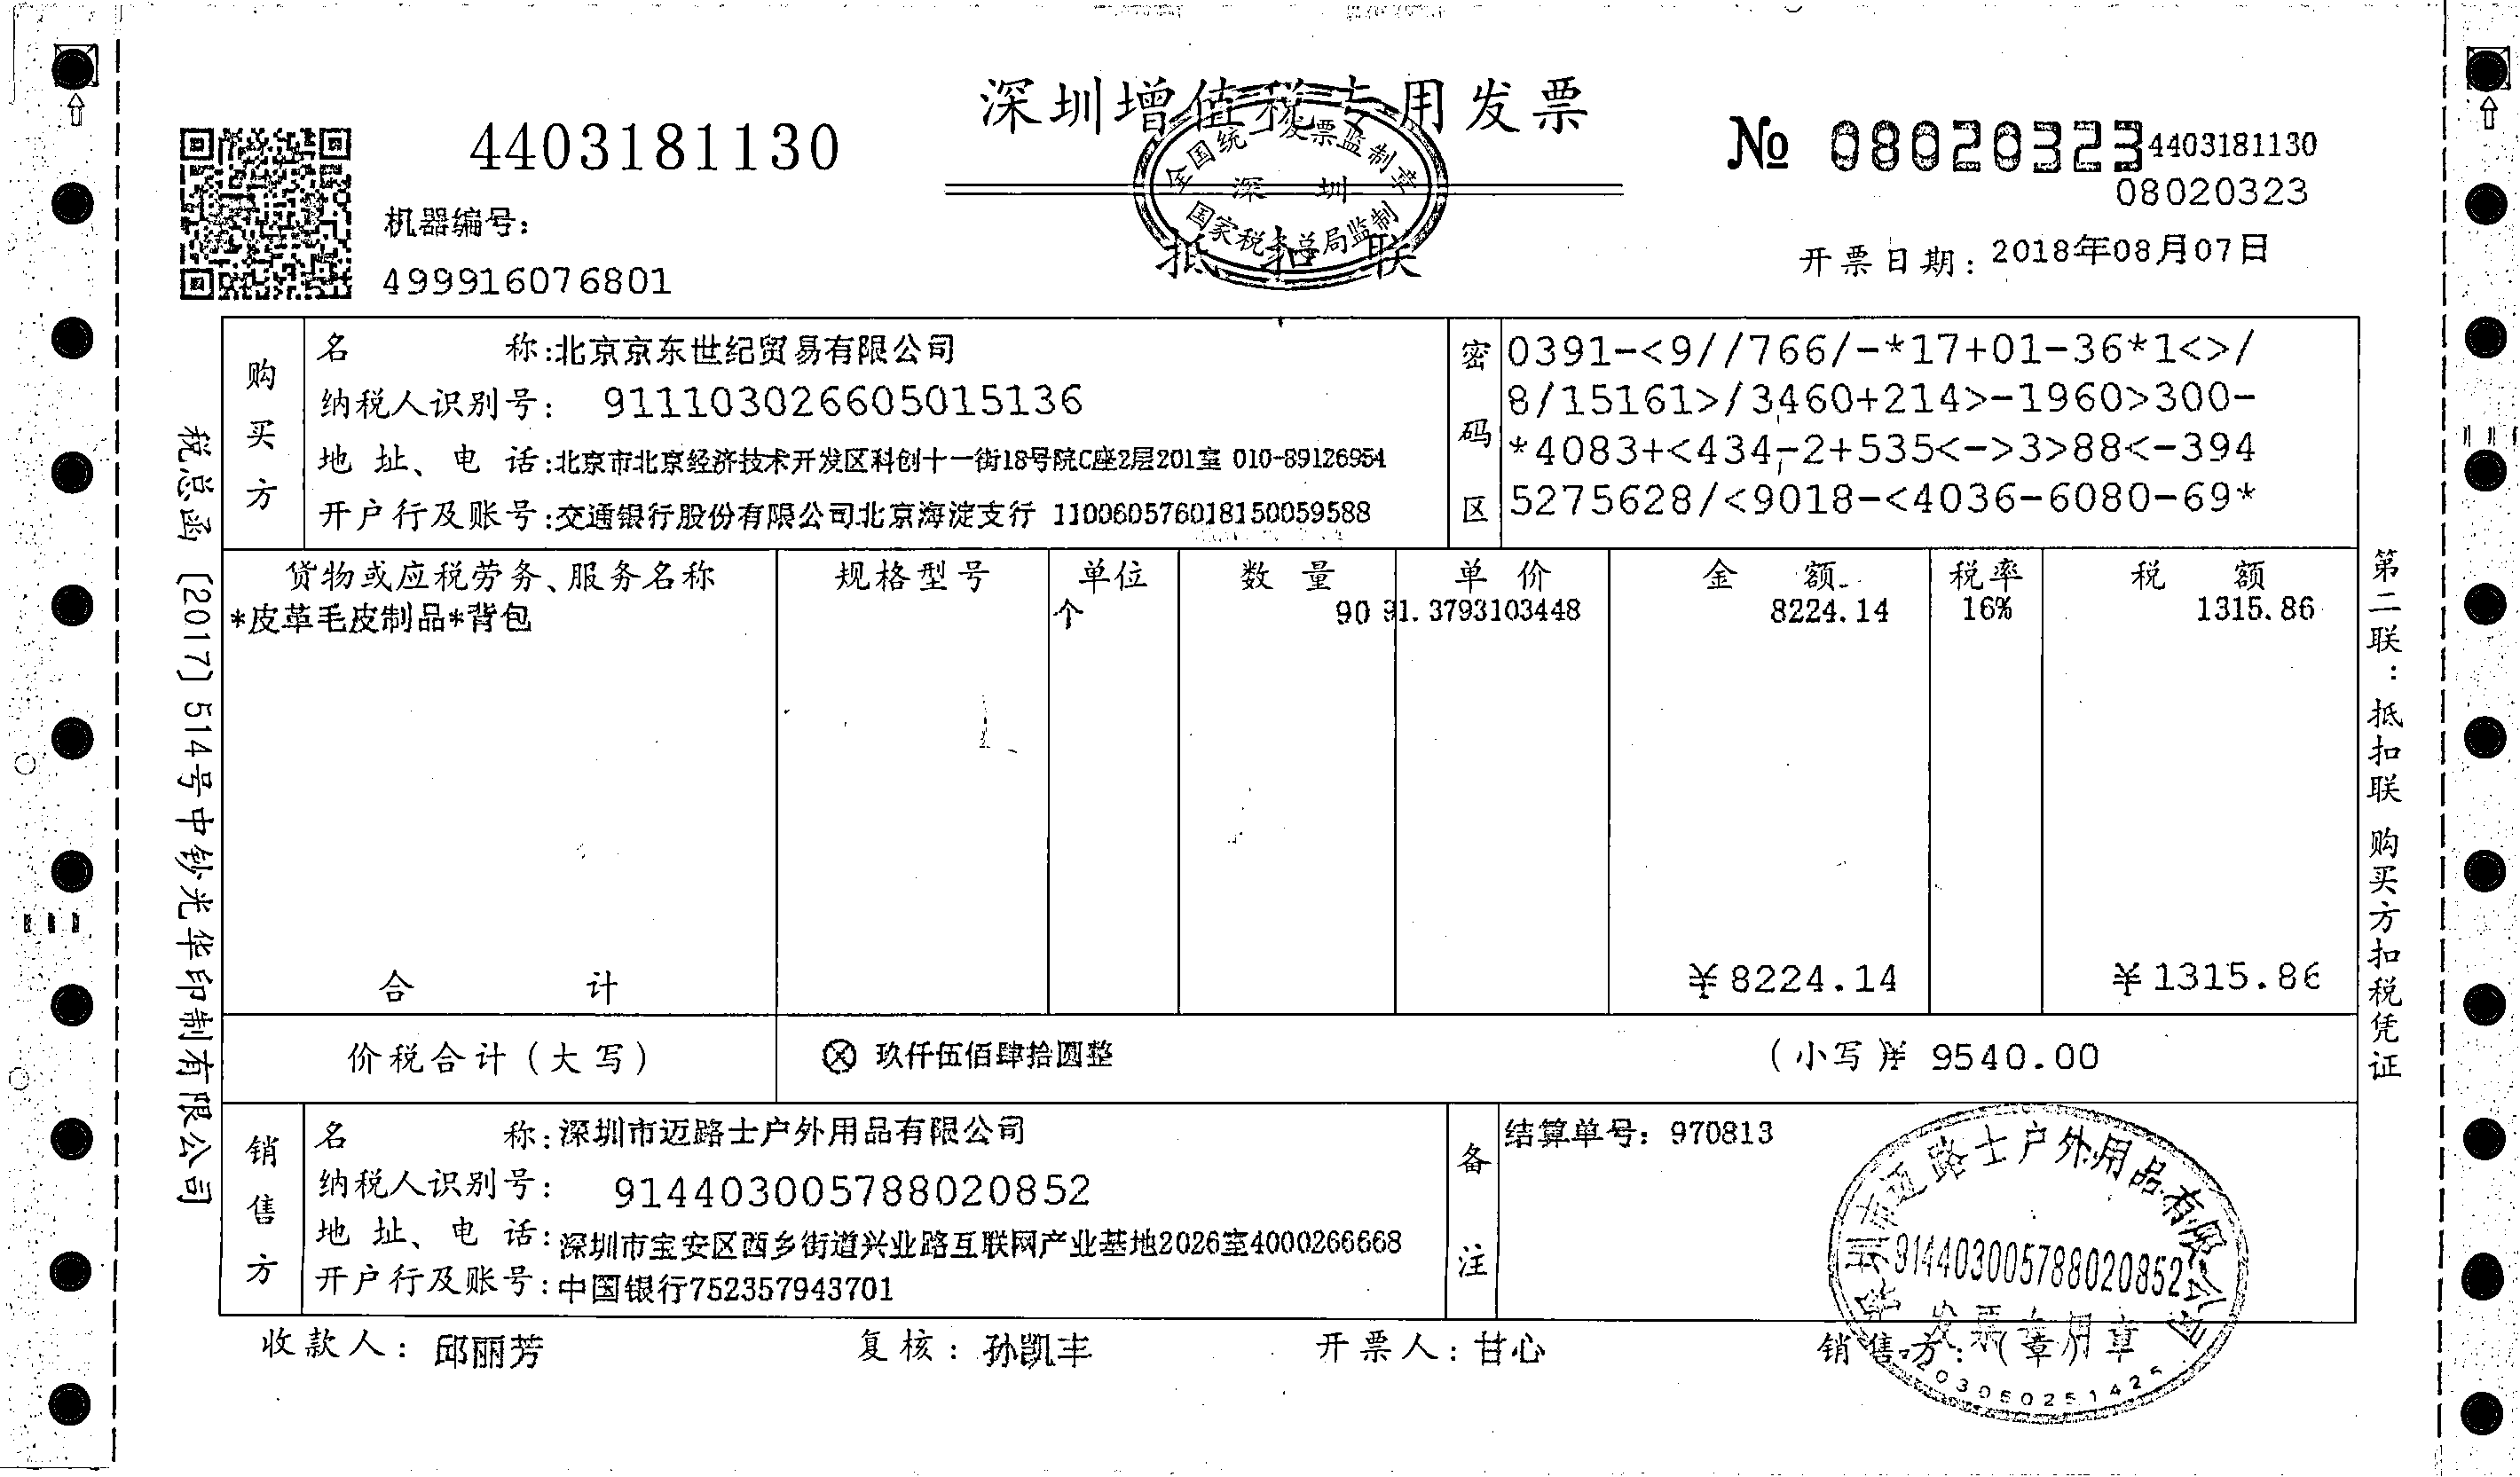 深圳增值税专用发票
4403181130
№ 08020323
4403181130
08020323
全国统一发票监制章
深圳
国家税务总局监制
抵扣联
机器编号:
499916076801
开票日期: 2018年08月07日
购买方
名称:北京京东世纪贸易有限公司
纳税人识别号: 911103026605015136
地址、电话:北京市北京经济技术开发区科创十一街18号院C座2层201室 010-89126954
开户行及账号:交通银行股份有限公司北京海淀支行 110060576018150059588
密码区
0391-<9//766/-*17+01-36*1<>/
8/15161>/3460+214>-1960>300-
*4083+<434-2+535<->3>88<-394
5275628/<9018-<4036-6080-69*
货物或应税劳务、服务名称 规格型号 单位 数量 单价 金额 税率 税额
*皮革毛皮制品*背包 个 90 91.3793103448 8224.14 16% 1315.86
合计 ¥8224.14 ¥1315.86
价税合计(大写) ⊗ 玖仟伍佰肆拾圆整 (小写)¥ 9540.00
销售方
名称:深圳市迈路士户外用品有限公司
纳税人识别号: 914403005788020852
地址、电话:深圳市宝安区西乡街道兴业路互联网产业基地2026室4000266668
开户行及账号:中国银行752357943701
备注
结算单号: 970813
深圳市迈路士户外用品有限公司
914403005788020852
发票专用章
收款人: 邱丽芳 复核: 孙凯丰 开票人: 甘心 销售方:(章)
税总函〔2017〕514号中钞光华印制有限公司
第二联:抵扣联 购买方扣税凭证